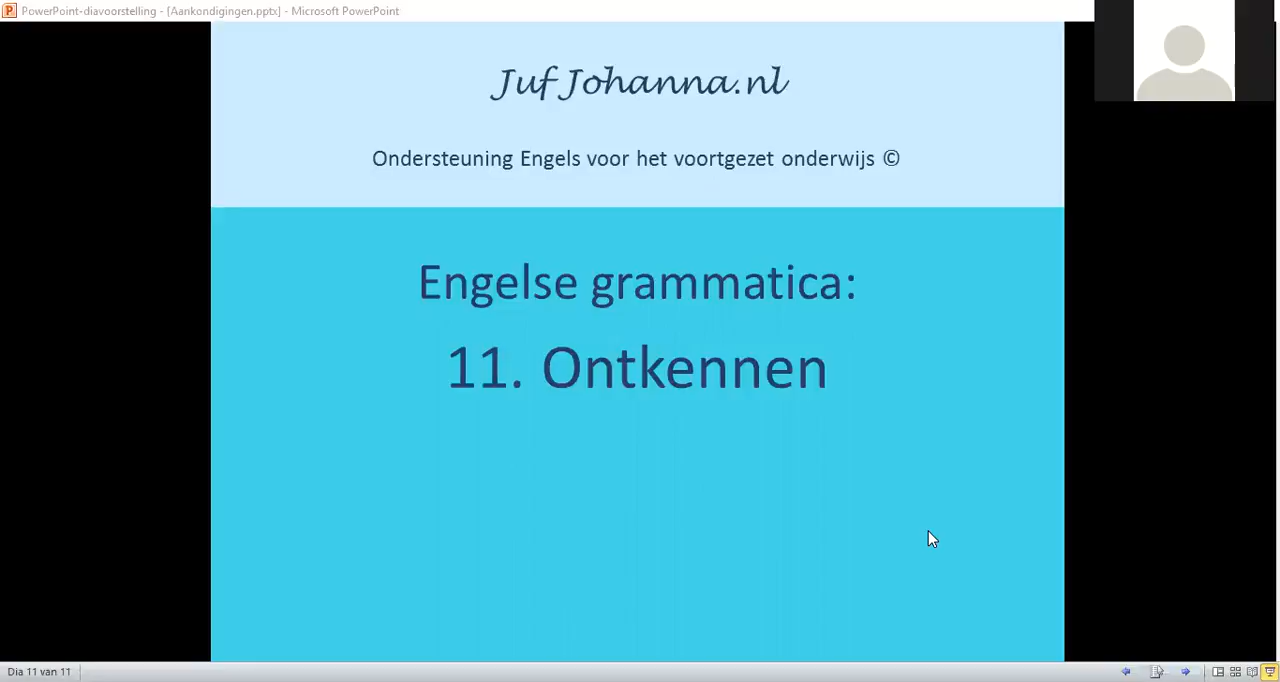 PowerPoint-diavoorstelling - [Aankondigingen.pptx] - Microsoft PowerPoint
Juf Johanna.nl
Ondersteuning Engels voor het voortgezet onderwijs ©
Engelse grammatica:
11. Ontkennen
Dia 11 van 11